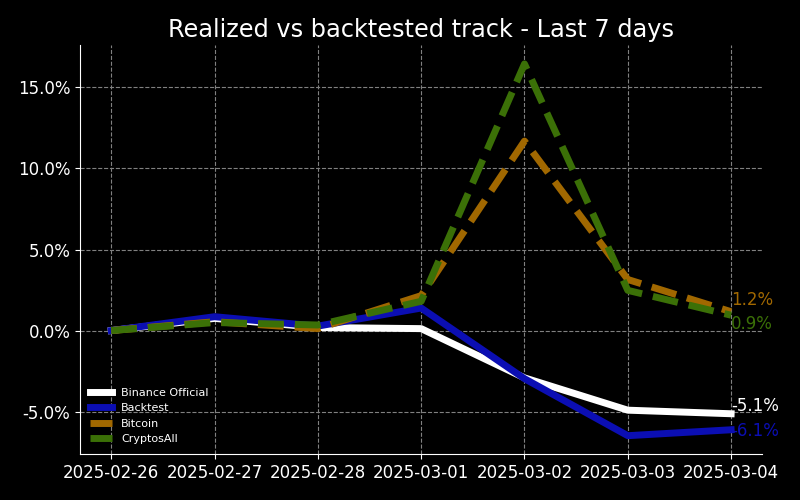 Realized vs backtested track - Last 7 days
15.0%
10.0%
5.0%
0.0%
-5.0%
1.2%
0.9%
-5.1%
-6.1%
Binance Official
Backtest
Bitcoin
CryptosAll
2025-02-26 2025-02-27 2025-02-28 2025-03-01 2025-03-02 2025-03-03 2025-03-04